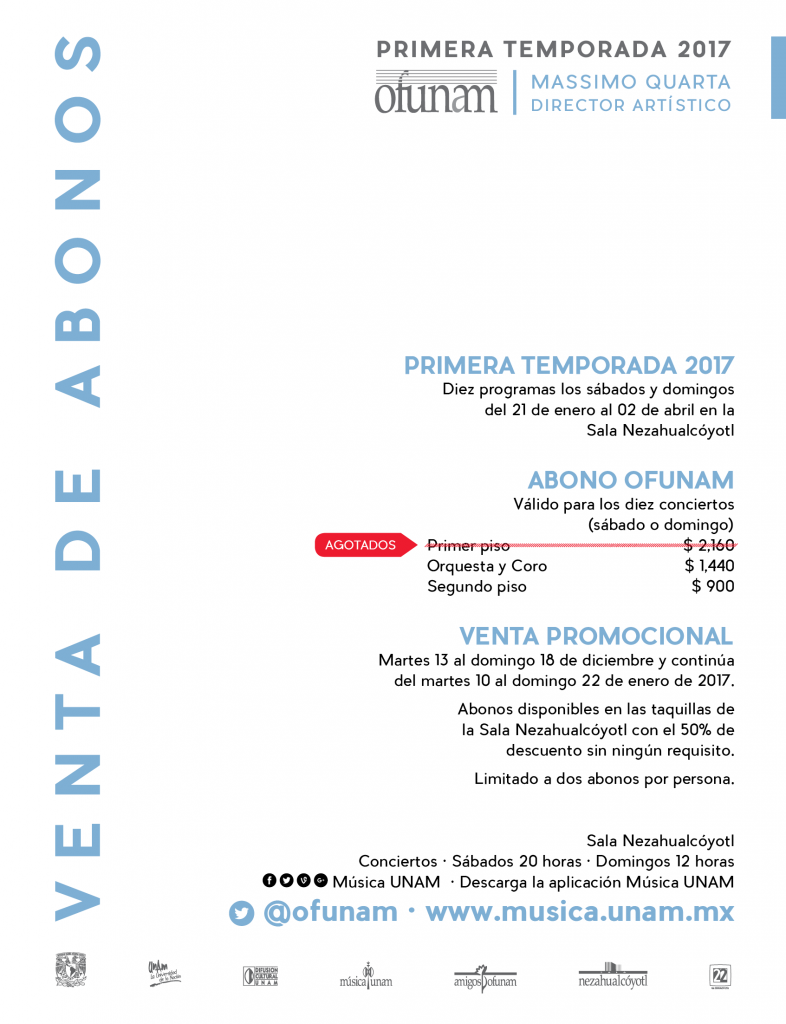 VENTA DE ABONOS
PRIMERA TEMPORADA 2017
ofunam
MASSIMO QUARTA
DIRECTOR ARTÍSTICO
PRIMERA TEMPORADA 2017
Diez programas los sábados y domingos
del 21 de enero al 02 de abril en la
Sala Nezahualcóyotl
ABONO OFUNAM
Válido para los diez conciertos
(sábado o domingo)
AGOTADOS Primer piso $ 2,160
Orquesta y Coro $ 1,440
Segundo piso $ 900
VENTA PROMOCIONAL
Martes 13 al domingo 18 de diciembre y continúa
del martes 10 al domingo 22 de enero de 2017.
Abonos disponibles en las taquillas de
la Sala Nezahualcóyotl con el 50% de
descuento sin ningún requisito.
Limitado a dos abonos por persona.
Sala Nezahualcóyotl
Conciertos · Sábados 20 horas · Domingos 12 horas
Música UNAM · Descarga la aplicación Música UNAM
@ofunam · www.musica.unam.mx
DIFUSIÓN
CULTURAL
UNAM
música unam
amigos ofunam
nezahualcóyotl
22